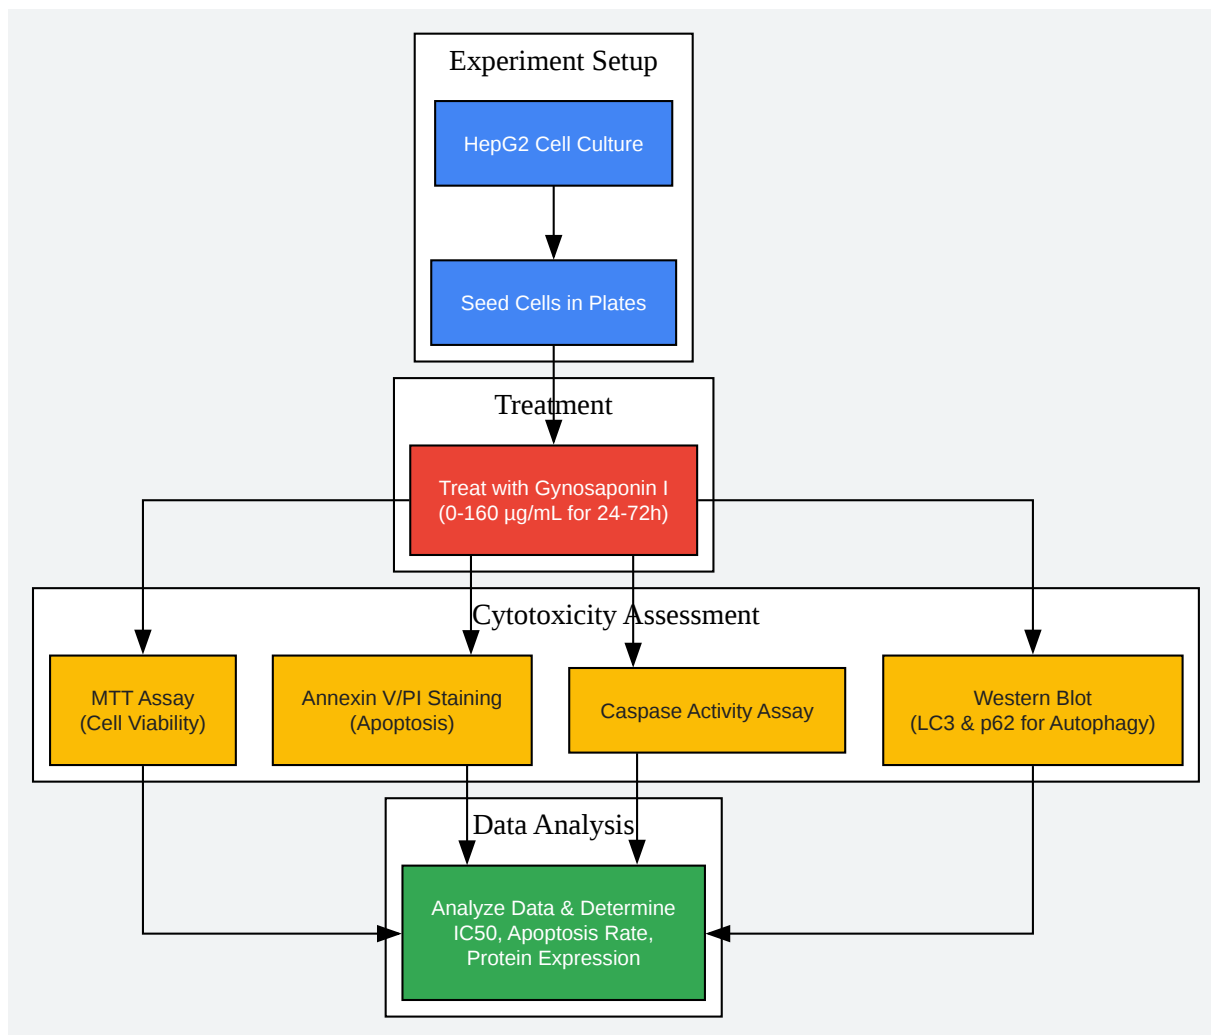 Experiment Setup
HepG2 Cell Culture
Seed Cells in Plates
Treatment
Treat with Gynosaponin I
(0-160 µg/mL for 24-72h)
Cytotoxicity Assessment
MTT Assay
(Cell Viability)
Annexin V/PI Staining
(Apoptosis)
Caspase Activity Assay
Western Blot
(LC3 & p62 for Autophagy)
Data Analysis
Analyze Data & Determine
IC50, Apoptosis Rate,
Protein Expression